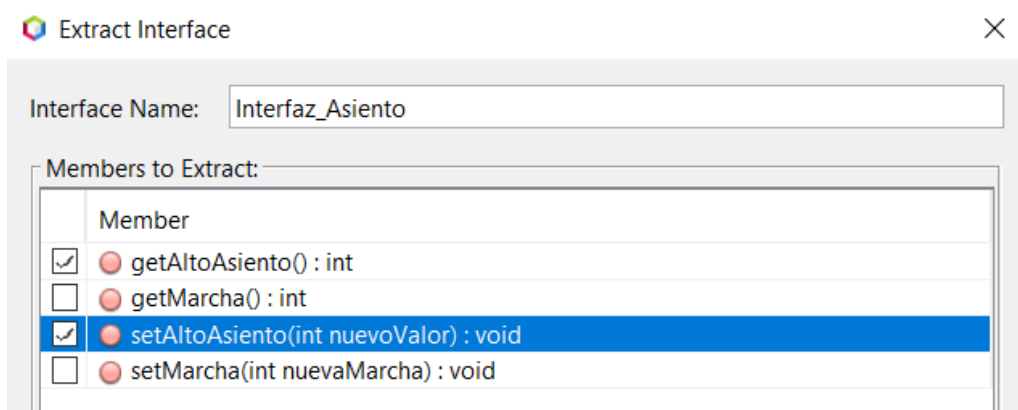 Extract Interface
Interface Name: Interfaz_Asiento
Members to Extract:
Member
getAltoAsiento() : int
getMarcha() : int
setAltoAsiento(int nuevoValor) : void
setMarcha(int nuevaMarcha) : void